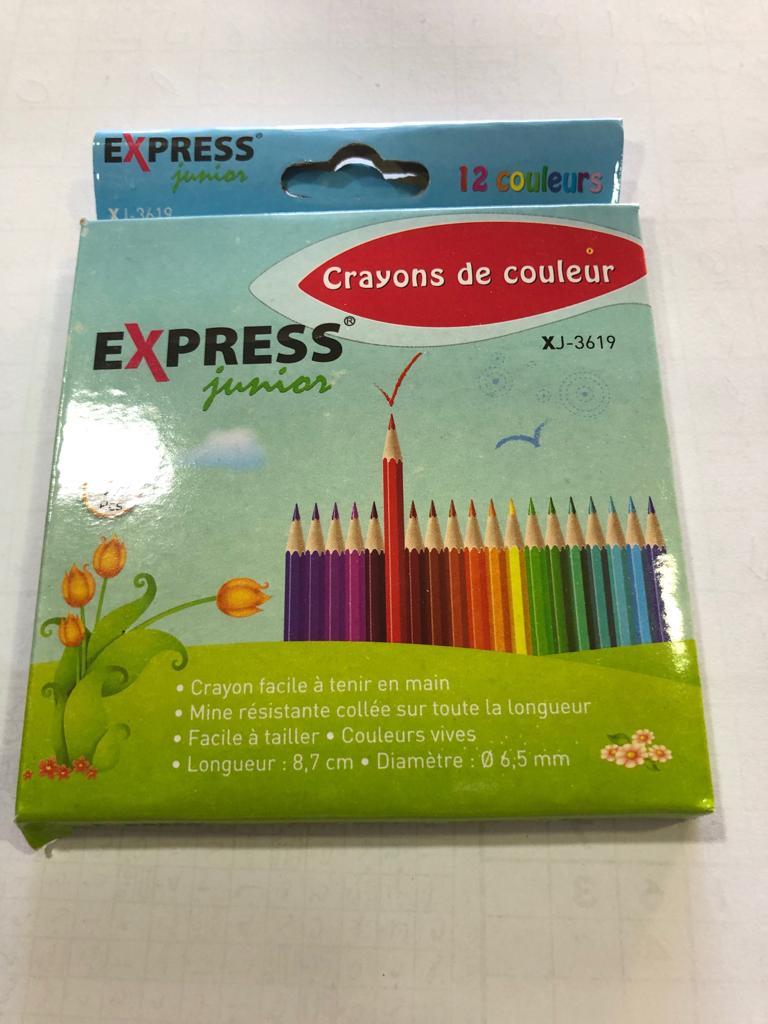 EXPRESS®
junior
12 couleurs
XJ-3619
Crayons de couleur
EXPRESS®
junior
XJ-3619
PCS
• Crayon facile à tenir en main
• Mine résistante collée sur toute la longueur
• Facile à tailler • Couleurs vives
• Longueur : 8,7 cm • Diamètre : Ø 6,5 mm